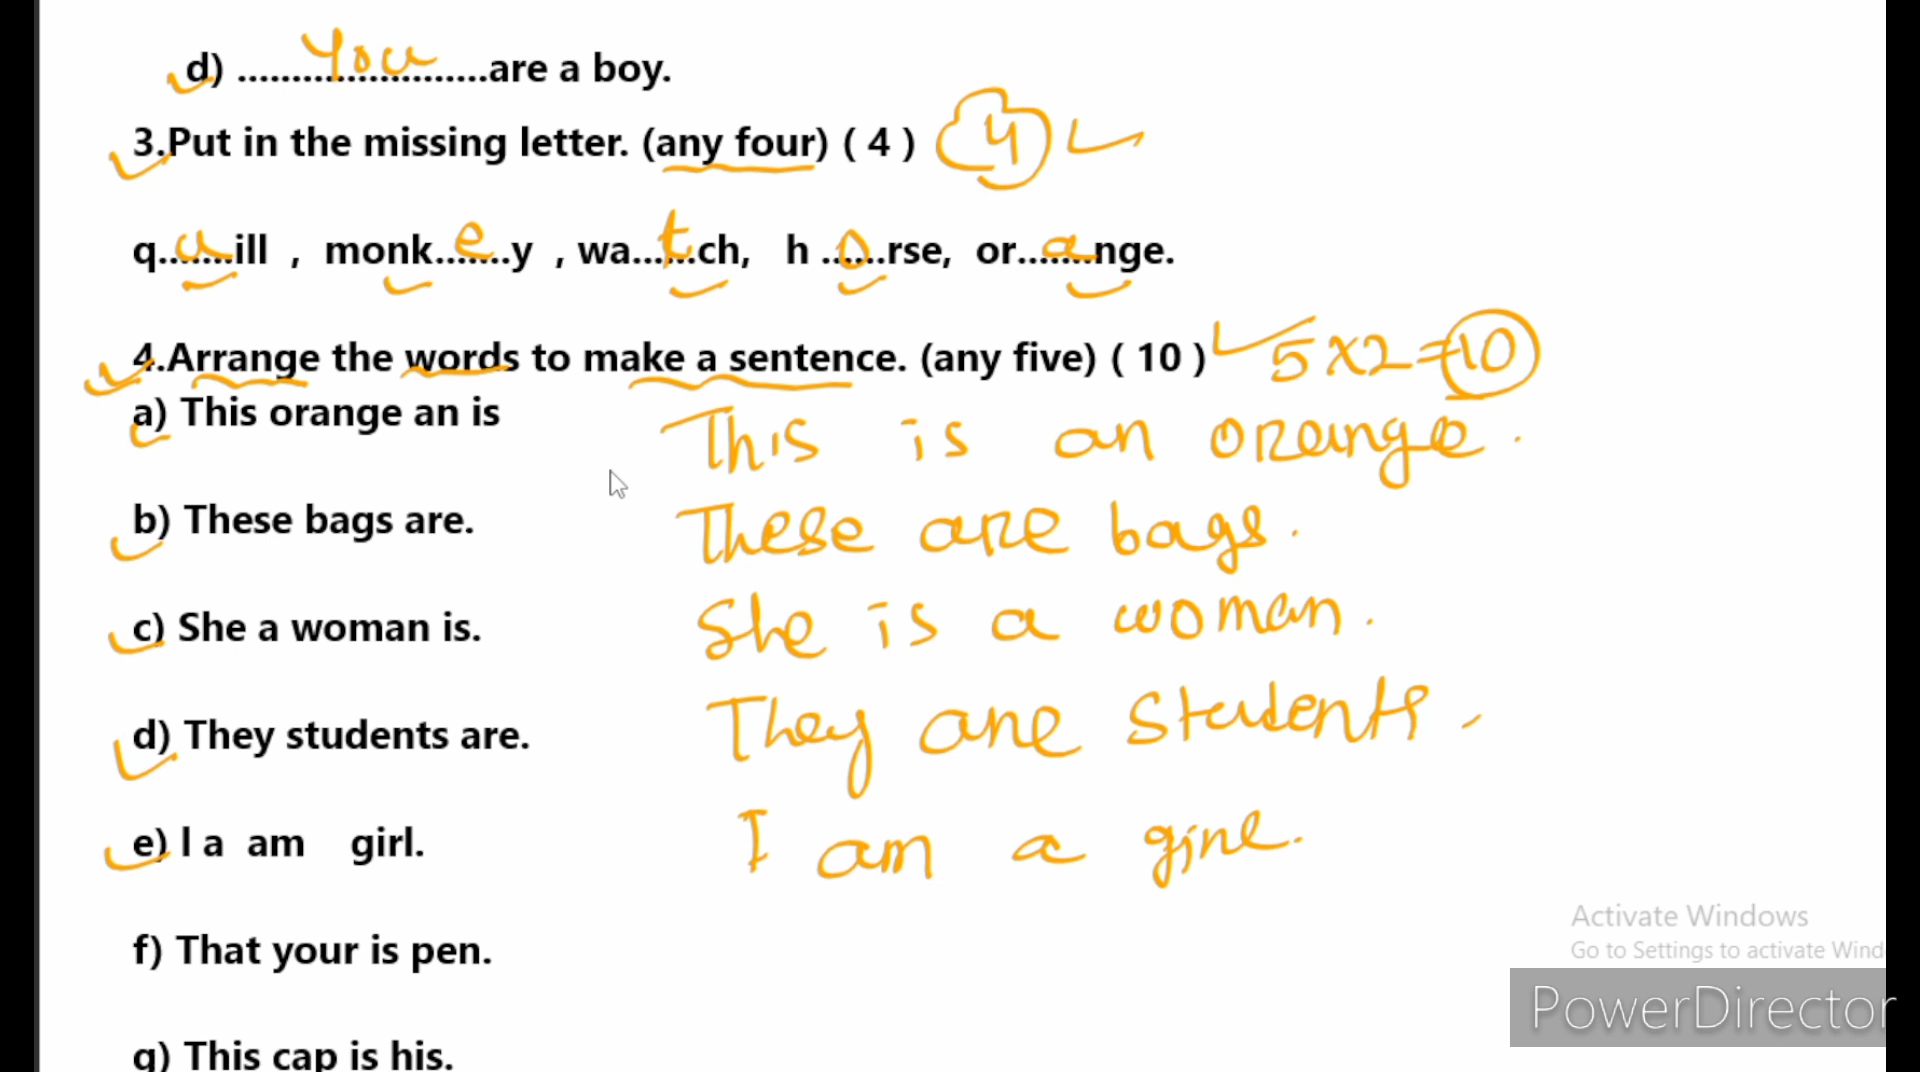 d) ..........You..........are a boy.
3.Put in the missing letter. (any four) ( 4 ) 4
q...u...ill , monk...e...y , wa...t...ch, h ...o...rse, or...a...nge.
4.Arrange the words to make a sentence. (any five) ( 10 ) 5 x 2 = 10
a) This orange an is This is an orange.
b) These bags are. These are bags.
c) She a woman is. She is a woman.
d) They students are. They are students.
e) I a am girl. I am a girl.
f) That your is pen.
g) This cap is his.
Activate Windows
Go to Settings to activate Wind
PowerDirector